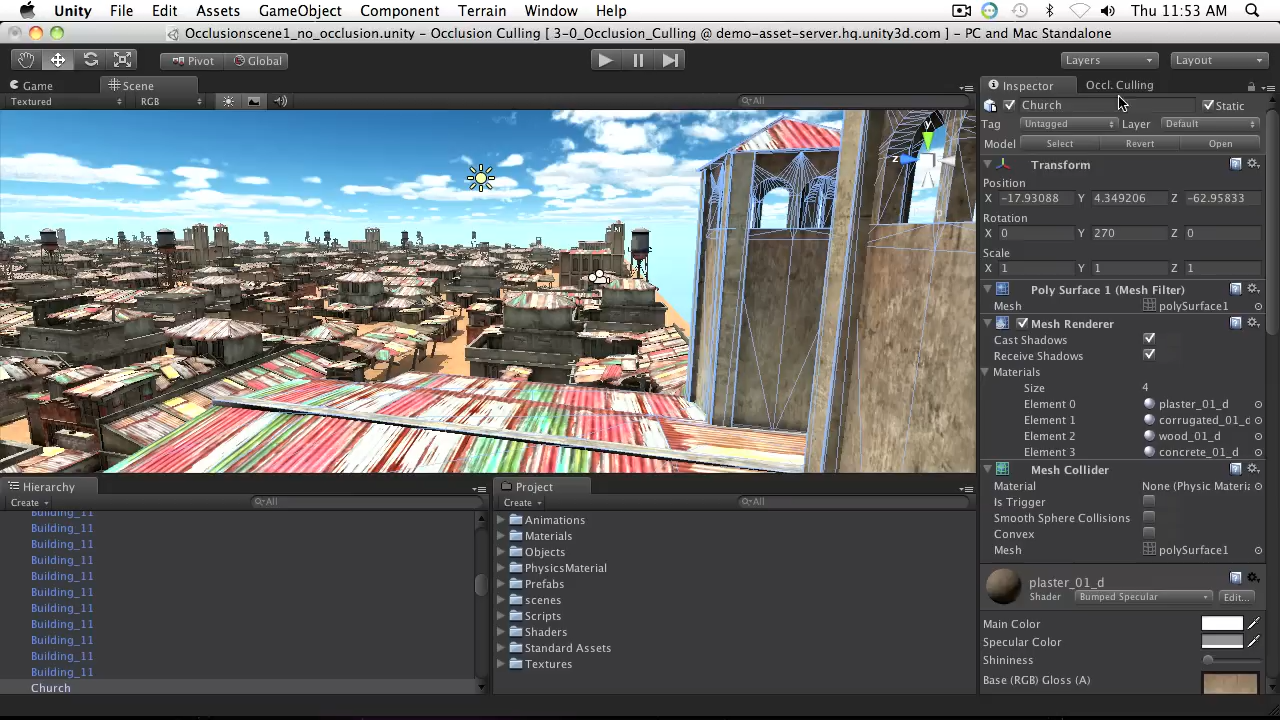 Unity File Edit Assets GameObject Component Terrain Window Help Thu 11:53 AM
Occlusionscene1_no_occlusion.unity - Occlusion Culling [ 3-0_Occlusion_Culling @ demo-asset-server.hq.unity3d.com ] - PC and Mac Standalone
Pivot Global Layers Layout
Game Scene Inspector Occl. Culling
Textured RGB All
Church Static
Tag Untagged Layer Default
Model Select Revert Open
Transform
Position
X -17.93088 Y 4.349206 Z -62.95833
Rotation
X 0 Y 270 Z 0
Scale
X 1 Y 1 Z 1
Poly Surface 1 (Mesh Filter)
Mesh polySurface1
Mesh Renderer
Cast Shadows
Receive Shadows
Materials
Size 4
Element 0 plaster_01_d
Element 1 corrugated_01_c
Element 2 wood_01_d
Element 3 concrete_01_d
Mesh Collider
Material None (Physic Materia
Is Trigger
Smooth Sphere Collisions
Convex
Mesh polySurface1
plaster_01_d
Shader Bumped Specular Edit...
Main Color
Specular Color
Shininess
Base (RGB) Gloss (A)
y
z
Hierarchy
Create All
Building_11
Building_11
Building_11
Building_11
Building_11
Building_11
Building_11
Building_11
Building_11
Building_11
Building_11
Church
Project
Create All
Animations
Materials
Objects
PhysicsMaterial
Prefabs
scenes
Scripts
Shaders
Standard Assets
Textures